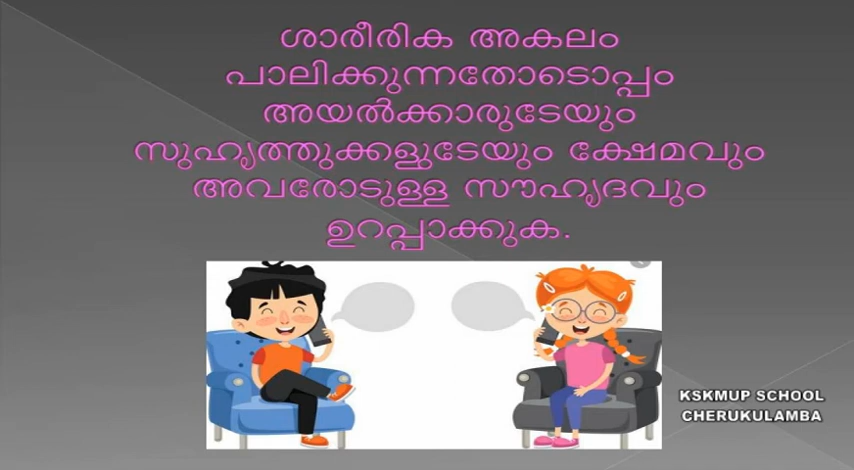 ശാരീരിക അകലം
പാലിക്കുന്നതോടൊപ്പം
അയൽക്കാരുടേയും
സുഹൃത്തുക്കളുടേയും ക്ഷേമവും
അവരോടുള്ള സൗഹൃദവും
ഉറപ്പാക്കുക.
KSKMUP SCHOOL
CHERUKULAMBA